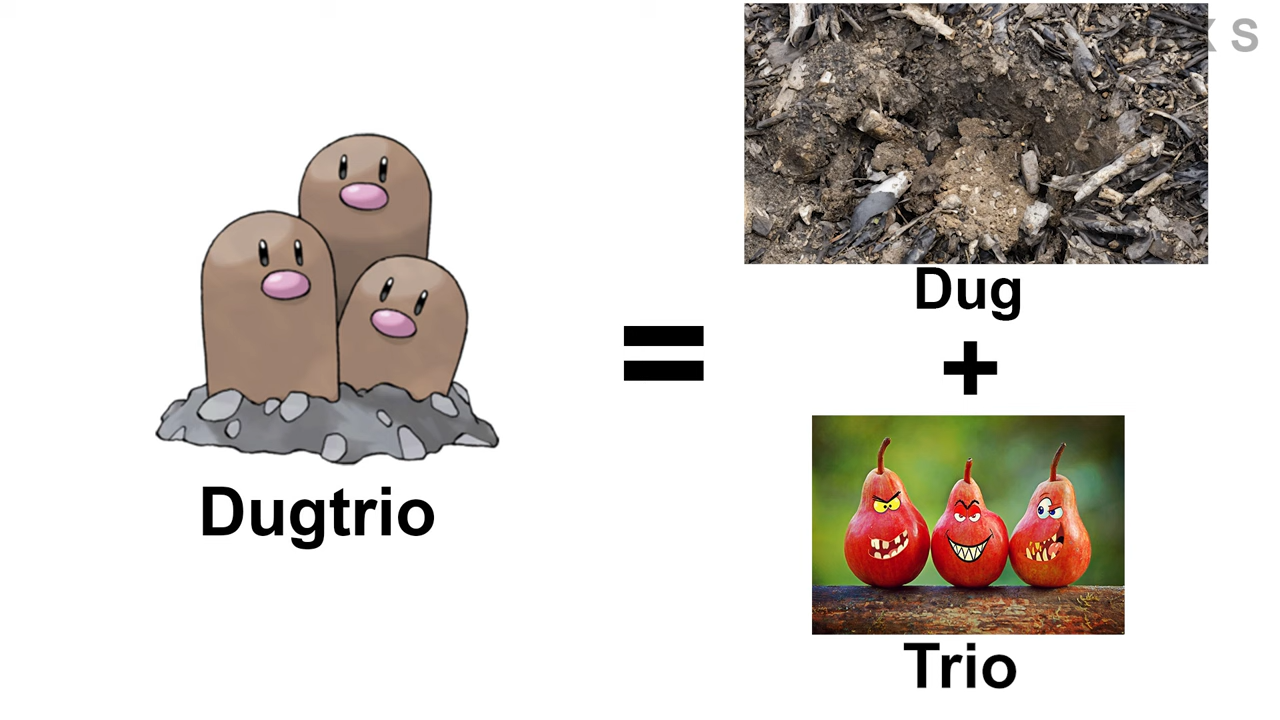 Dugtrio
=
Dug
+
Trio